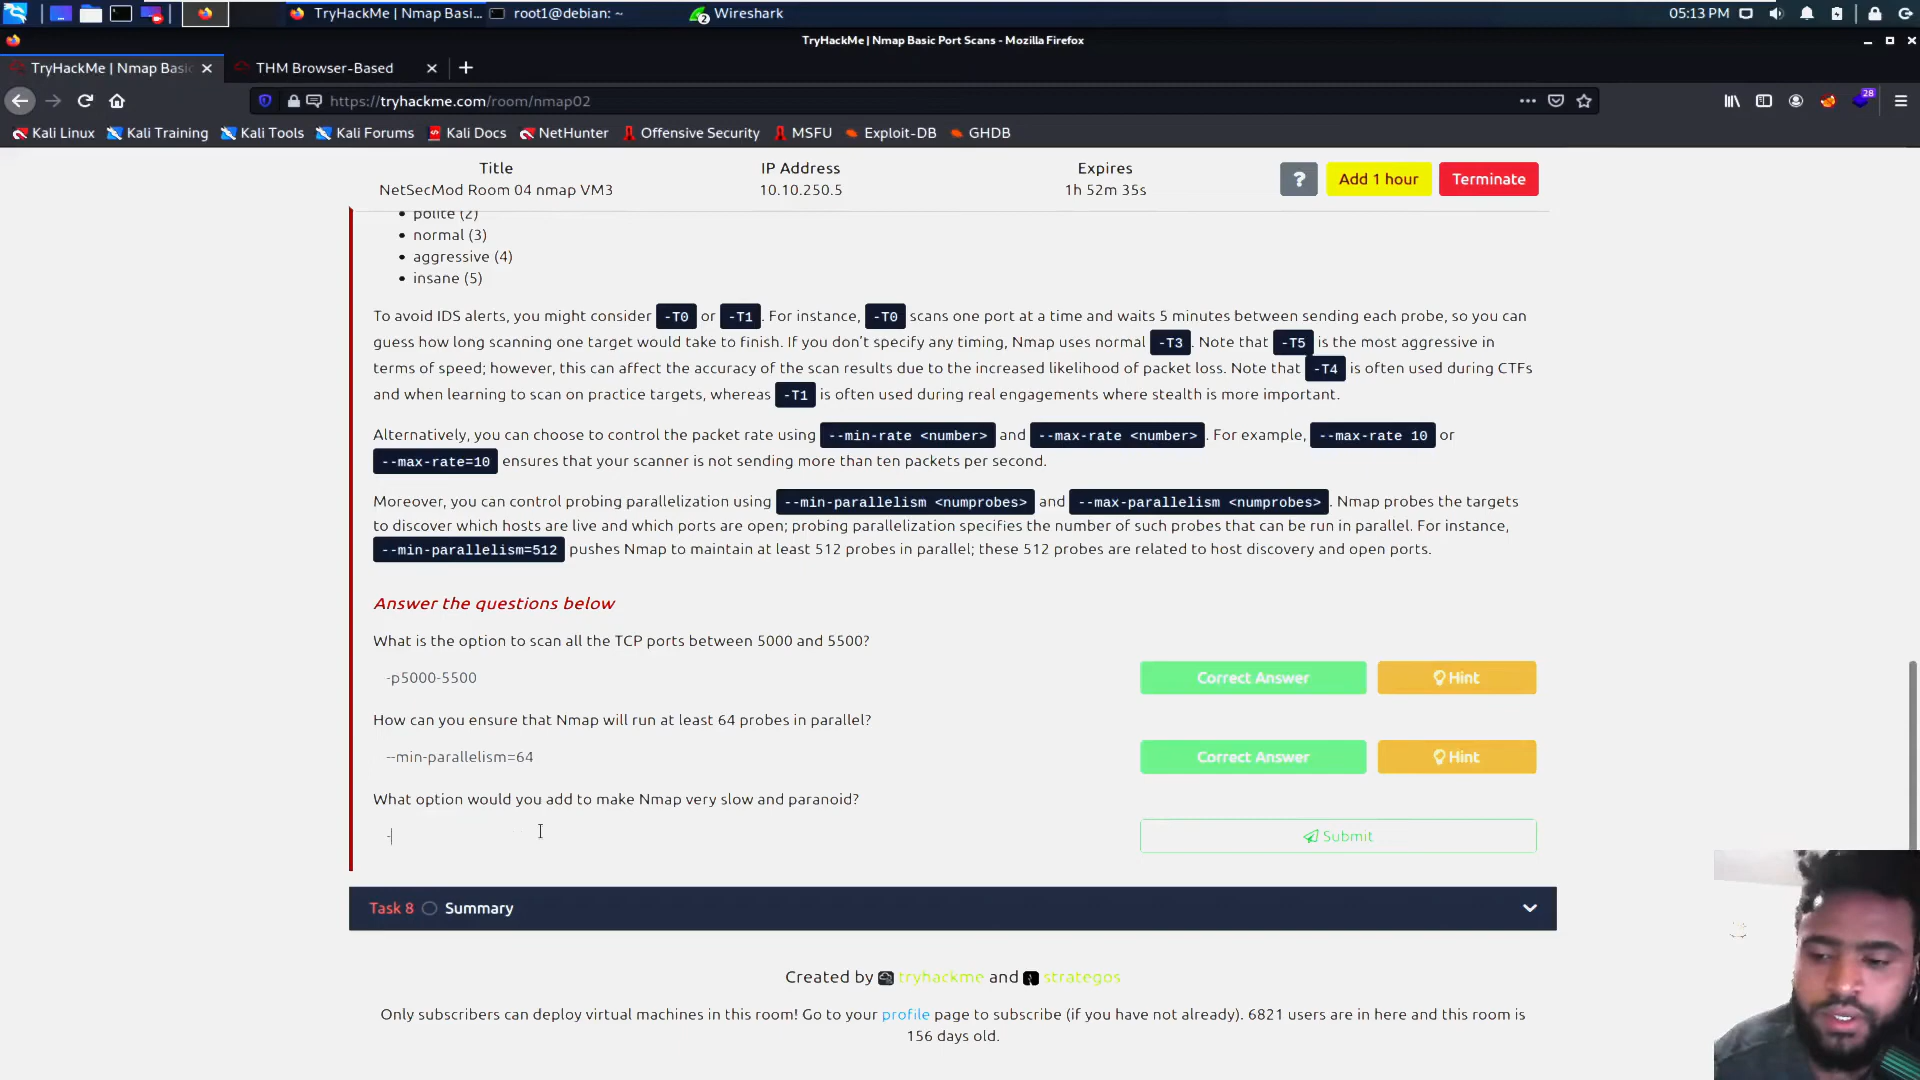 TryHackMe | Nmap Basi...
root1@debian: ~
2
Wireshark
05:13 PM
TryHackMe | Nmap Basic Port Scans - Mozilla Firefox
TryHackMe | Nmap Basi
THM Browser-Based
https://tryhackme.com/room/nmap02
28
Kali Linux
Kali Training
Kali Tools
Kali Forums
Kali Docs
NetHunter
Offensive Security
MSFU
Exploit-DB
GHDB
Title
NetSecMod Room 04 nmap VM3
IP Address
10.10.250.5
Expires
1h 52m 35s
?
Add 1 hour
Terminate
polite (2)
normal (3)
aggressive (4)
insane (5)
To avoid IDS alerts, you might consider -T0 or -T1. For instance, -T0 scans one port at a time and waits 5 minutes between sending each probe, so you can
guess how long scanning one target would take to finish. If you don't specify any timing, Nmap uses normal -T3. Note that -T5 is the most aggressive in
terms of speed; however, this can affect the accuracy of the scan results due to the increased likelihood of packet loss. Note that -T4 is often used during CTFs
and when learning to scan on practice targets, whereas -T1 is often used during real engagements where stealth is more important.
Alternatively, you can choose to control the packet rate using --min-rate <number> and --max-rate <number>. For example, --max-rate 10 or
--max-rate=10 ensures that your scanner is not sending more than ten packets per second.
Moreover, you can control probing parallelization using --min-parallelism <numprobes> and --max-parallelism <numprobes>. Nmap probes the targets
to discover which hosts are live and which ports are open; probing parallelization specifies the number of such probes that can be run in parallel. For instance,
--min-parallelism=512 pushes Nmap to maintain at least 512 probes in parallel; these 512 probes are related to host discovery and open ports.
Answer the questions below
What is the option to scan all the TCP ports between 5000 and 5500?
-p5000-5500
Correct Answer
Hint
How can you ensure that Nmap will run at least 64 probes in parallel?
--min-parallelism=64
Correct Answer
Hint
What option would you add to make Nmap very slow and paranoid?
-
Submit
Task 8
Summary
Created by tryhackme and strategos
Only subscribers can deploy virtual machines in this room! Go to your profile page to subscribe (if you have not already). 6821 users are in here and this room is
156 days old.